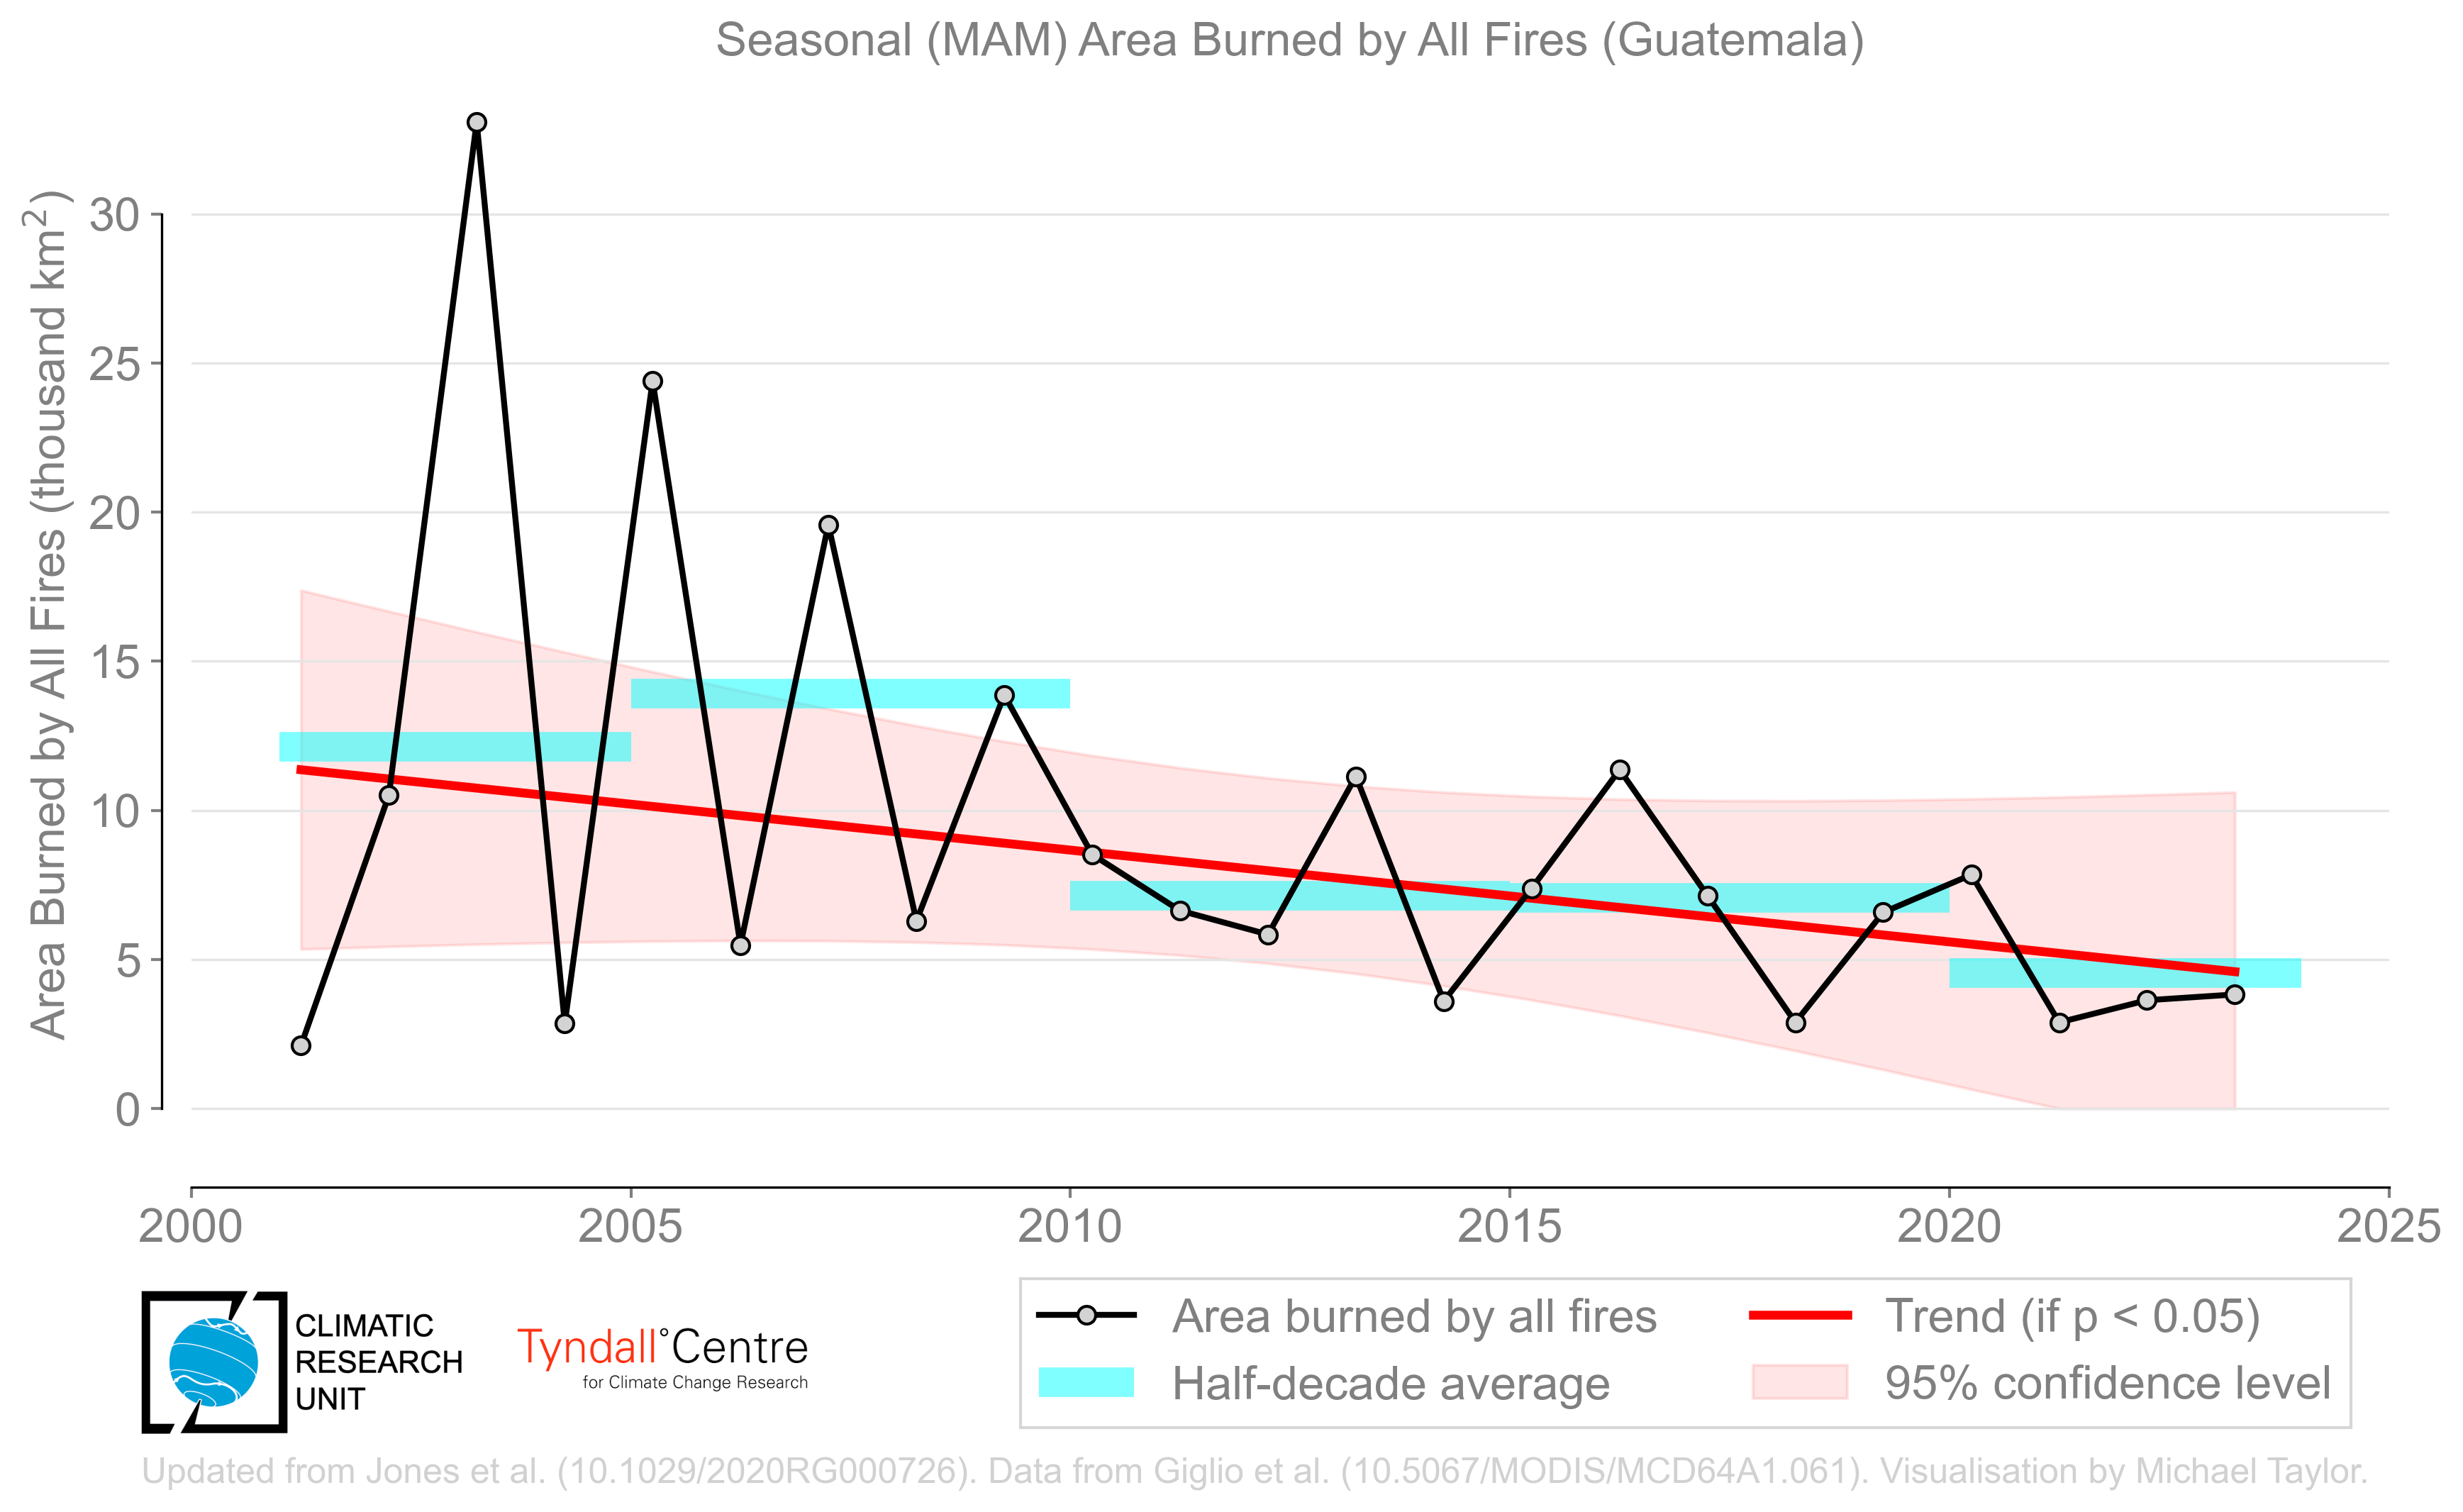 Seasonal (MAM) Area Burned by All Fires (Guatemala)
Area Burned by All Fires (thousand km²)
30
25
20
15
10
5
0
2000 2005 2010 2015 2020 2025
CLIMATIC
RESEARCH
UNIT
Tyndall°Centre
for Climate Change Research
Area burned by all fires
Half-decade average
Trend (if p < 0.05)
95% confidence level
Updated from Jones et al. (10.1029/2020RG000726). Data from Giglio et al. (10.5067/MODIS/MCD64A1.061). Visualisation by Michael Taylor.